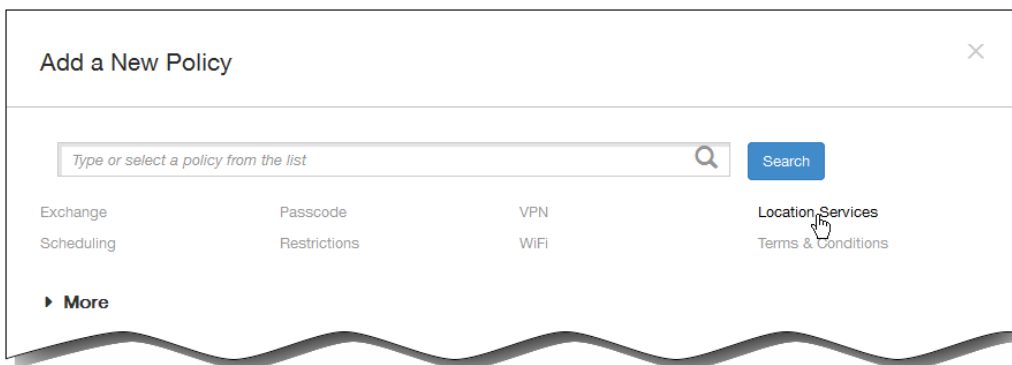 Add a New Policy
Type or select a policy from the list
Search
Exchange Passcode VPN Location Services
Scheduling Restrictions WiFi Terms & Conditions
More